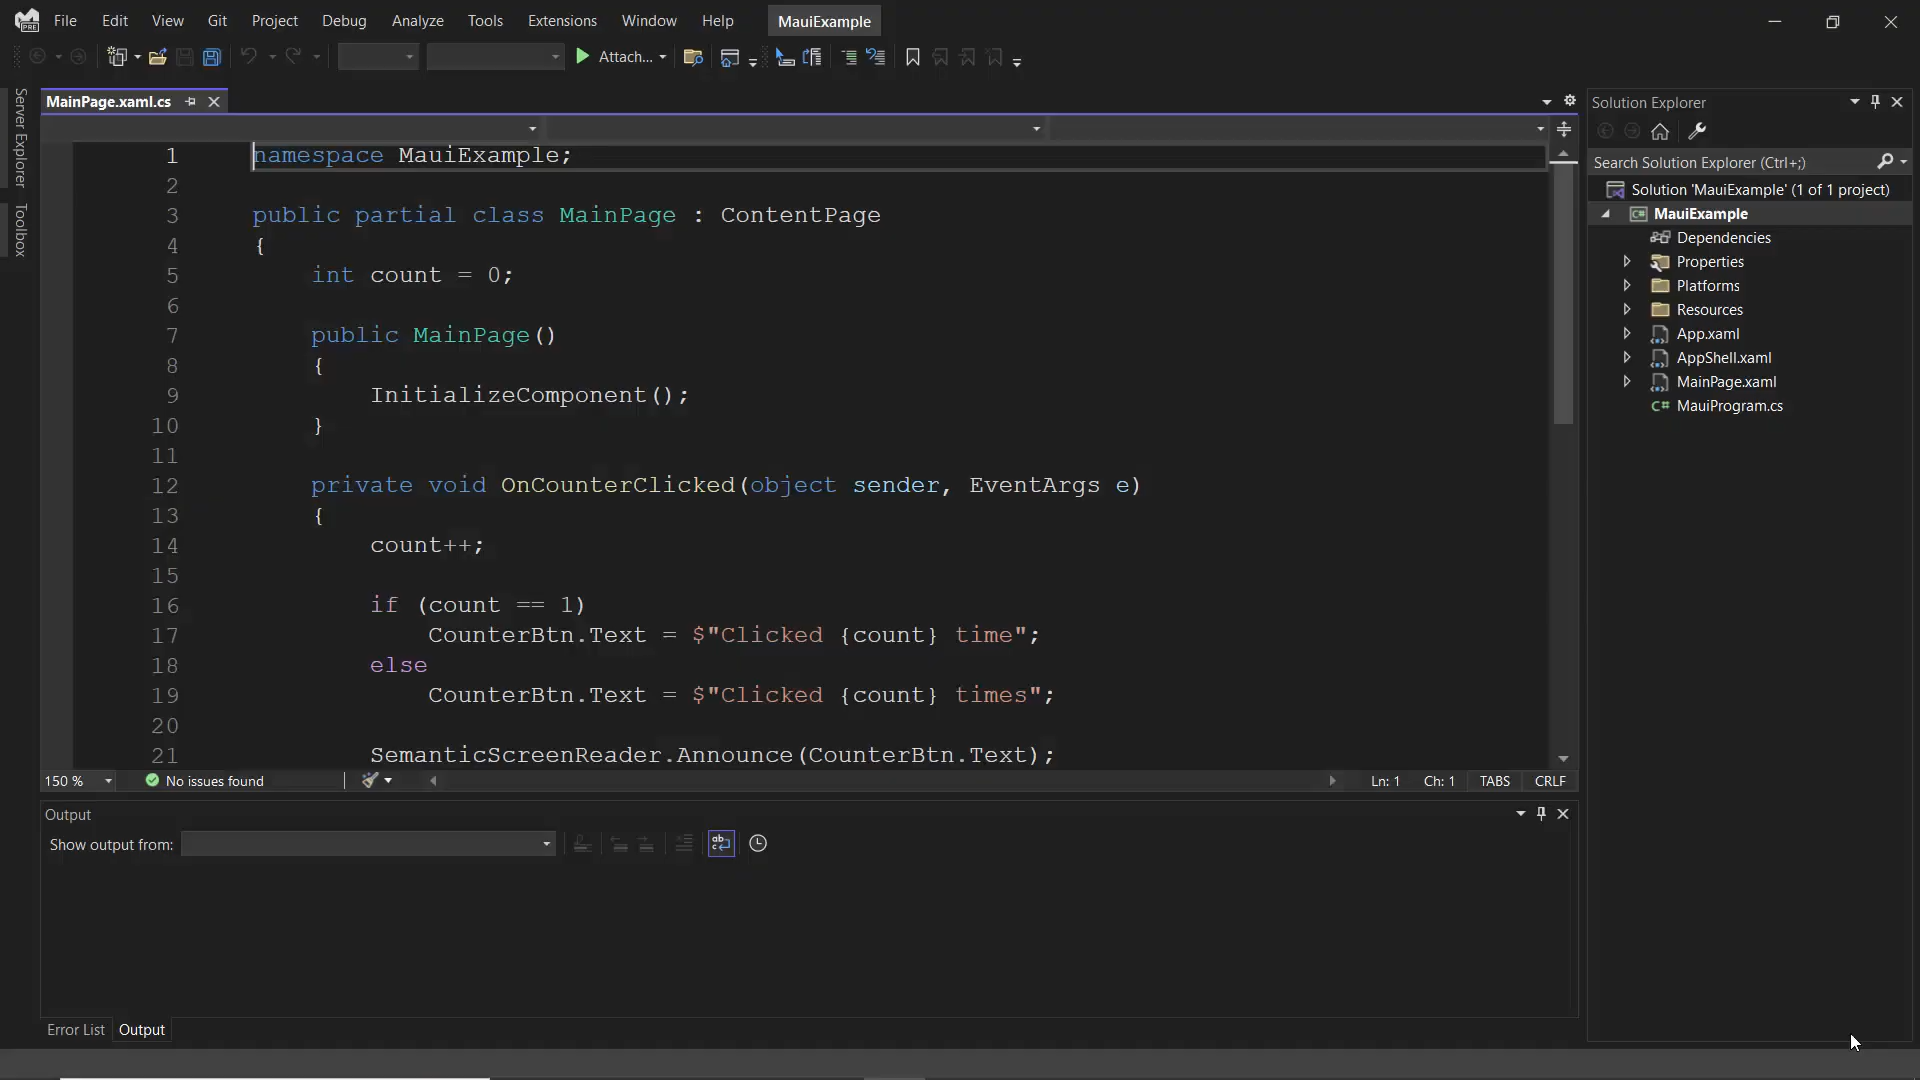 File Edit View Git Project Debug Analyze Tools Extensions Window Help MauiExample
PRE
Attach...
Server Explorer
Toolbox
MainPage.xaml.cs
1 namespace MauiExample;
2
3 public partial class MainPage : ContentPage
4 {
5 int count = 0;
6
7 public MainPage()
8 {
9 InitializeComponent();
10 }
11
12 private void OnCounterClicked(object sender, EventArgs e)
13 {
14 count++;
15
16 if (count == 1)
17 CounterBtn.Text = $"Clicked {count} time";
18 else
19 CounterBtn.Text = $"Clicked {count} times";
20
21 SemanticScreenReader.Announce(CounterBtn.Text);
150 % No issues found Ln: 1 Ch: 1 TABS CRLF
Output
Show output from:
Error List Output
Solution Explorer
Search Solution Explorer (Ctrl+;)
Solution 'MauiExample' (1 of 1 project)
MauiExample
Dependencies
Properties
Platforms
Resources
App.xaml
AppShell.xaml
MainPage.xaml
C# MauiProgram.cs